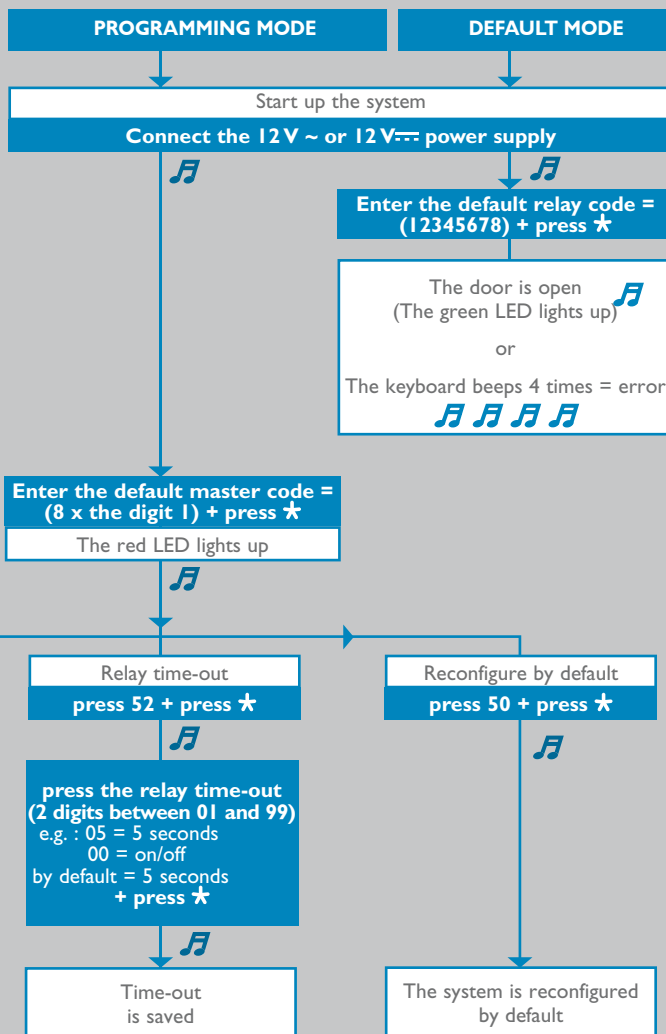 PROGRAMMING MODE
DEFAULT MODE
Start up the system
Connect the 12 V ~ or 12 V⎓ power supply
Enter the default relay code =
(12345678) + press *
The door is open
(The green LED lights up)
or
The keyboard beeps 4 times = error
Enter the default master code =
(8 x the digit 1) + press *
The red LED lights up
Relay time-out
press 52 + press *
Reconfigure by default
press 50 + press *
press the relay time-out
(2 digits between 01 and 99)
e.g. : 05 = 5 seconds
00 = on/off
by default = 5 seconds
+ press *
Time-out
is saved
The system is reconfigured
by default